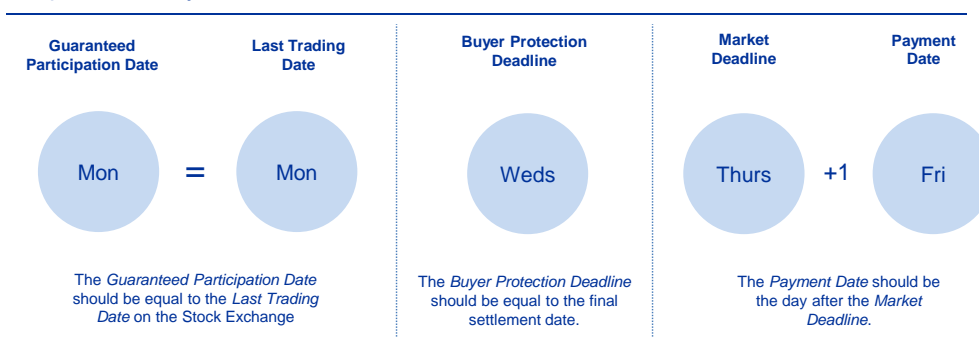 Guaranteed
Participation Date
Last Trading
Date
Buyer Protection
Deadline
Market
Deadline
Payment
Date
Mon
=
Mon
Weds
Thurs
+1
Fri
The Guaranteed Participation Date
should be equal to the Last Trading
Date on the Stock Exchange
The Buyer Protection Deadline
should be equal to the final
settlement date.
The Payment Date should be
the day after the Market
Deadline.